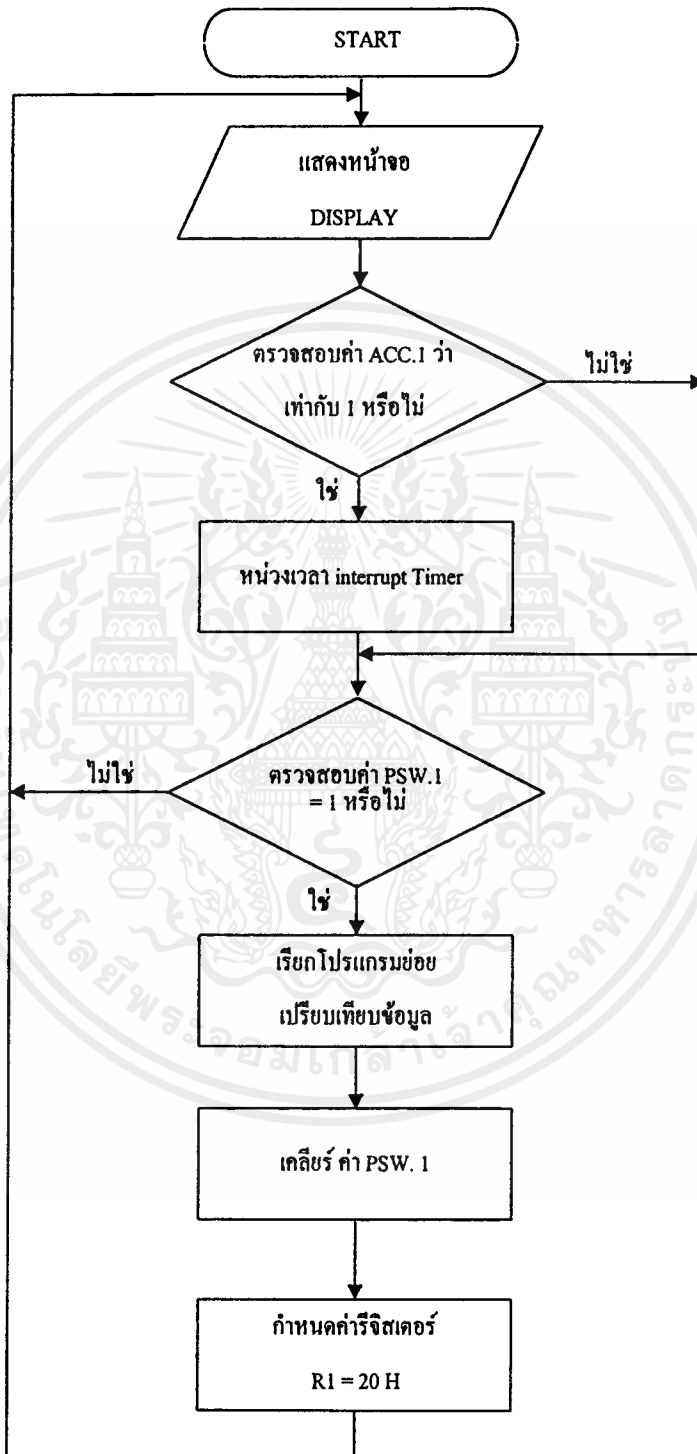 START
แสดงหน้าจอ
DISPLAY
ตรวจสอบค่า ACC.1 ว่า
เท่ากับ 1 หรือไม่
ไม่ใช่
ใช่
หน่วงเวลา interrupt Timer
ไม่ใช่
ตรวจสอบค่า PSW.1
= 1 หรือไม่
ใช่
เรียกโปรแกรมย่อย
เปรียบเทียบข้อมูล
เคลียร์ ค่า PSW. 1
กำหนดค่ารีจิสเตอร์
R1 = 20 H